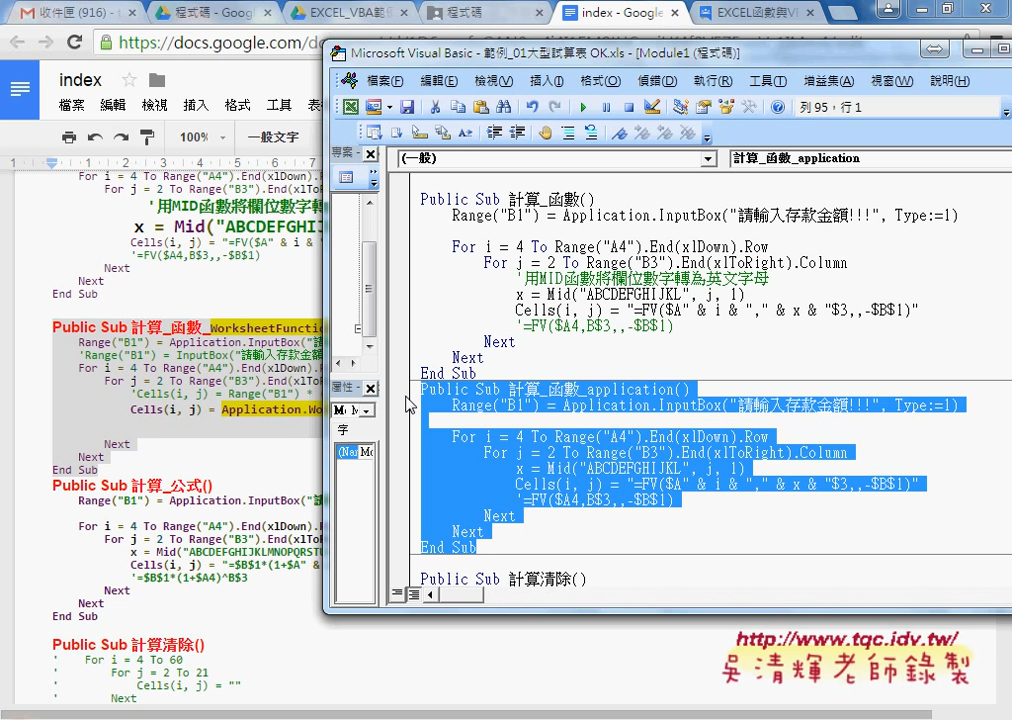 收件匣 (916) -
程式碼 - Goog
EXCEL_VBA範例
程式碼
index - Google
EXCEL函數與V
https://docs.google.com/d
index
檔案 編輯 檢視 插入 格式 工具
100% 一般文字
1 1 2 3 4 5 6 7
For i = 4 To Range("A4").End(xlDown).
For j = 2 To Range("B3").End(xlTo
'用MID函數將欄位數字轉
x = Mid("ABCDEF
Cells(i, j) = "=FV($A" & i & "
'=FV($A4,B$3,,-$B$1)
Next
Next
End Sub
Public Sub 計算_函數_WorksheetFuncti
Range("B1") = Application.InputBox("請
'Range("B1") = InputBox("請輸入存款金額
For i = 4 To Range("A4").End(xlDown).
For j = 2 To Range("B3").End(xlT
'Cells(i, j) = Range("B1") *
Cells(i, j) = Application.Wo
Next
Next
End Sub
Public Sub 計算_公式()
Range("B1") = Application.InputBox("請
For i = 4 To Range("A4").End(xlDown).
For j = 2 To Range("B3").End(xlTo
x = Mid("ABCDEFGHIJKLMNOPQRSTU
Cells(i, j) = "=$B$1*(1+$A" &
'=$B$1*(1+$A4)^B$3
Next
Next
End Sub
Public Sub 計算清除()
' For i = 4 To 60
' For j = 2 To 21
' Cells(i, j) = ""
' Next
Microsoft Visual Basic - 範例_01大型試算表 OK.xls - [Module1 (程式碼)]
檔案(F) 編輯(E) 檢視(V) 插入(I) 格式(O) 偵錯(D) 執行(R) 工具(T) 增益集(A) 視窗(W) 說明(H)
列 95，行 1
專案 -
屬性 -
(一般) 計算_函數_application
Public Sub 計算_函數()
Range("B1") = Application.InputBox("請輸入存款金額!!!", Type:=1)
For i = 4 To Range("A4").End(xlDown).Row
For j = 2 To Range("B3").End(xlToRight).Column
'用MID函數將欄位數字轉為英文字母
x = Mid("ABCDEFGHIJKL", j, 1)
Cells(i, j) = "=FV($A" & i & "," & x & "$3,,-$B$1)"
'=FV($A4,B$3,,-$B$1)
Next
Next
End Sub
Public Sub 計算_函數_application()
Range("B1") = Application.InputBox("請輸入存款金額!!!", Type:=1)
For i = 4 To Range("A4").End(xlDown).Row
For j = 2 To Range("B3").End(xlToRight).Column
x = Mid("ABCDEFGHIJKL", j, 1)
Cells(i, j) = "=FV($A" & i & "," & x & "$3,,-$B$1)"
'=FV($A4,B$3,,-$B$1)
Next
Next
End Sub
Public Sub 計算清除()
http://www.tqc.idv.tw/
吳清輝老師錄製